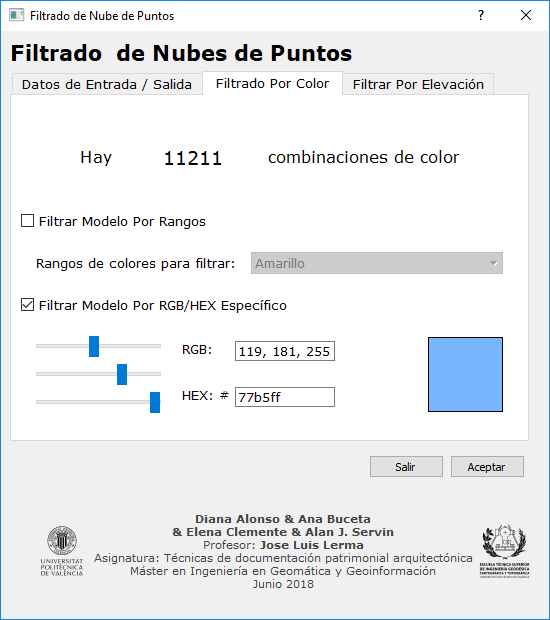 Filtrado de Nube de Puntos
?
Filtrado de Nubes de Puntos
Datos de Entrada / Salida
Filtrado Por Color
Filtrar Por Elevación
Hay 11211 combinaciones de color
Filtrar Modelo Por Rangos
Rangos de colores para filtrar: Amarillo
Filtrar Modelo Por RGB/HEX Específico
RGB: 119, 181, 255
HEX: # 77b5ff
Salir
Aceptar
Diana Alonso & Ana Buceta
& Elena Clemente & Alan J. Servin
Profesor: Jose Luis Lerma
Asignatura: Técnicas de documentación patrimonial arquitectónica
Máster en Ingeniería en Geomática y Geoinformación
Junio 2018
UNIVERSITAT
POLITÈCNICA
DE VALÈNCIA
ESCUELA TÉCNICA SUPERIOR
DE INGENIERÍA GEODÉSICA
CARTOGRÁFICA Y TOPOGRÁFICA